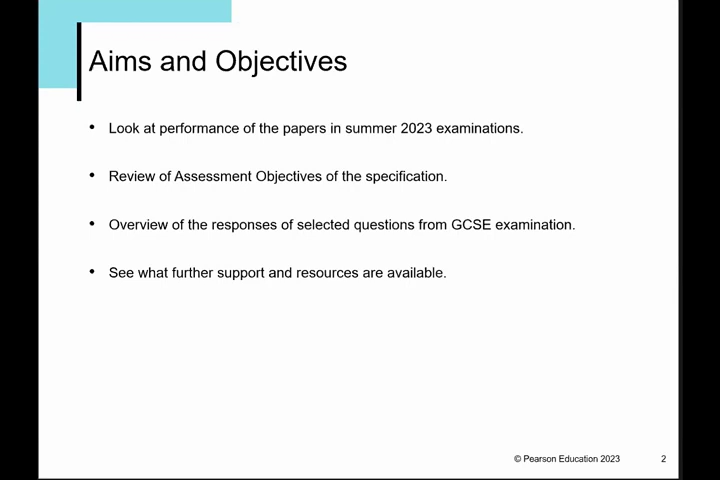 Aims and Objectives
• Look at performance of the papers in summer 2023 examinations.
• Review of Assessment Objectives of the specification.
• Overview of the responses of selected questions from GCSE examination.
• See what further support and resources are available.
© Pearson Education 2023 2